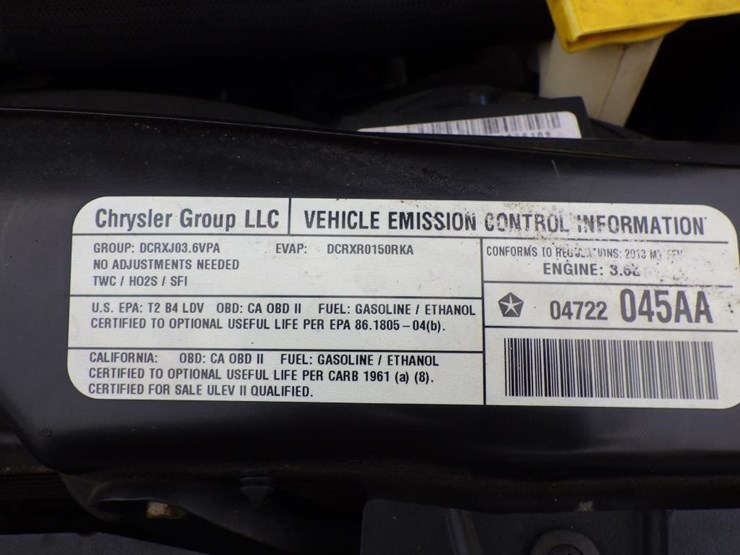 Chrysler Group LLC
VEHICLE EMISSION CONTROL INFORMATION
GROUP: DCRXJ03.6VPA EVAP: DCRXR0150RKA
NO ADJUSTMENTS NEEDED
TWC / HO2S / SFI
CONFORMS TO 2013
ENGINE:
U.S. EPA: T2 B4 LDV OBD: CA OBD II FUEL: GASOLINE / ETHANOL
CERTIFIED TO OPTIONAL USEFUL LIFE PER EPA 86.1805-04(b).
04722 045AA
CALIFORNIA: OBD: CA OBD II FUEL: GASOLINE / ETHANOL
CERTIFIED TO OPTIONAL USEFUL LIFE PER CARB 1961 (a) (8).
CERTIFIED FOR SALE ULEV II QUALIFIED.